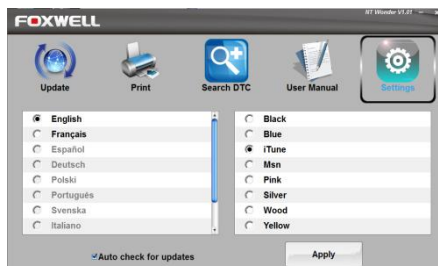 NT Wonder V1.01
FOXWELL
Update Print Search DTC User Manual Settings
English
Français
Español
Deutsch
Polski
Português
Svenska
Italiano
Black
Blue
iTune
Msn
Pink
Silver
Wood
Yellow
Auto check for updates
Apply